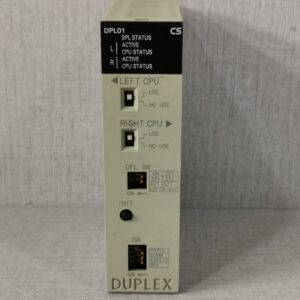 DPL01 CS
DPL STATUS
L ACTIVE
CPU STATUS
R ACTIVE
CPU STATUS
◀LEFT CPU
USE
NO USE
RIGHT CPU▶
USE
NO USE
DPL SW
ON ←
INIT.
SW
ON ←
DUPLEX